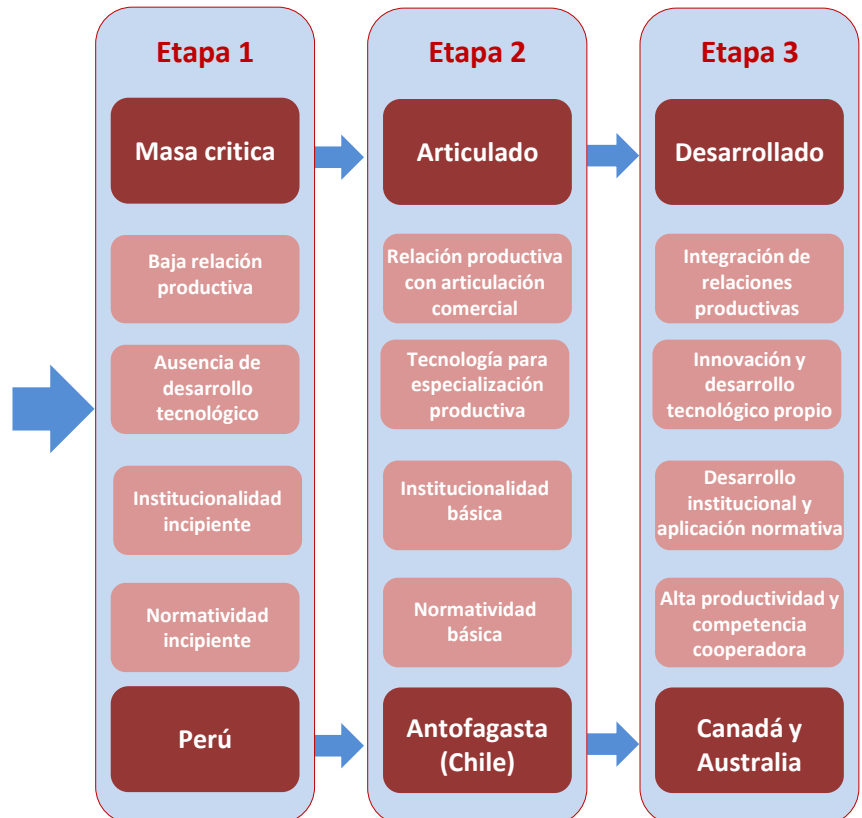 Etapa 1
Masa critica
Baja relación
productiva
Ausencia de
desarrollo
tecnológico
Institucionalidad
incipiente
Normatividad
incipiente
Perú
Etapa 2
Articulado
Relación productiva
con articulación
comercial
Tecnología para
especialización
productiva
Institucionalidad
básica
Normatividad
básica
Antofagasta
(Chile)
Etapa 3
Desarrollado
Integración de
relaciones
productivas
Innovación y
desarrollo
tecnológico propio
Desarrollo
institucional y
aplicación normativa
Alta productividad y
competencia
cooperadora
Canadá y
Australia